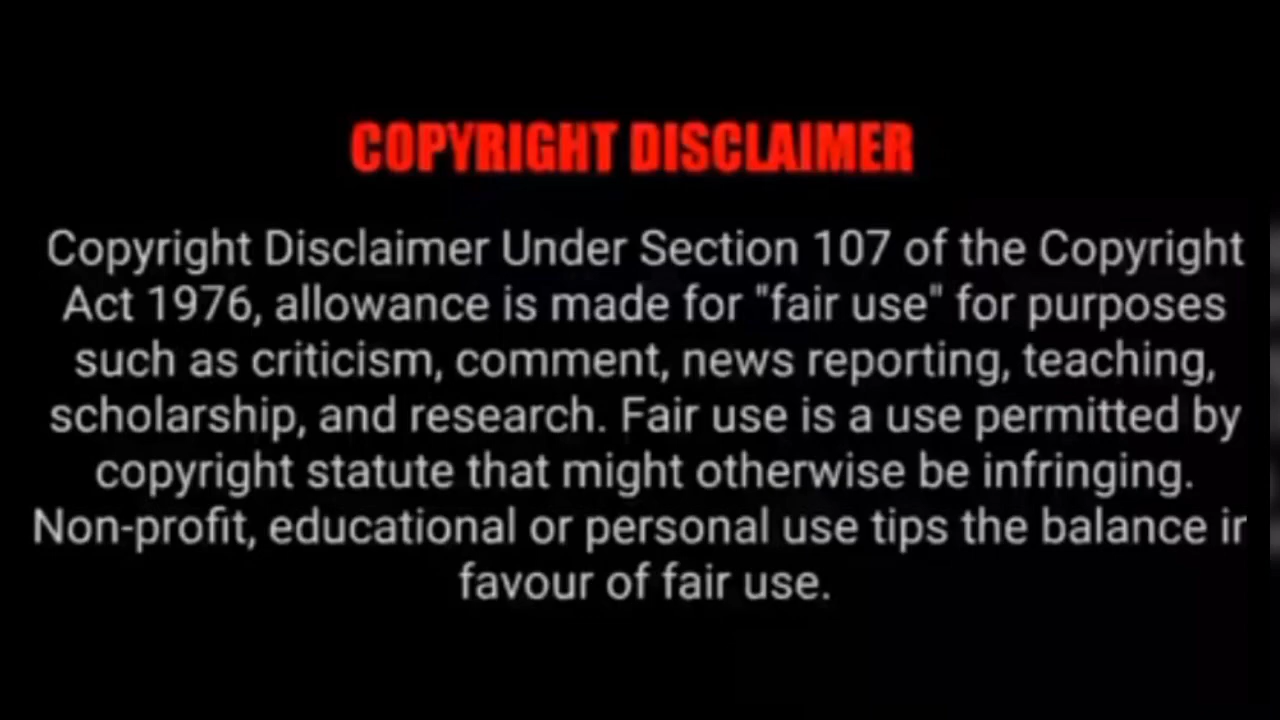 COPYRIGHT DISCLAIMER
Copyright Disclaimer Under Section 107 of the Copyright
Act 1976, allowance is made for "fair use" for purposes
such as criticism, comment, news reporting, teaching,
scholarship, and research. Fair use is a use permitted by
copyright statute that might otherwise be infringing.
Non-profit, educational or personal use tips the balance in
favour of fair use.